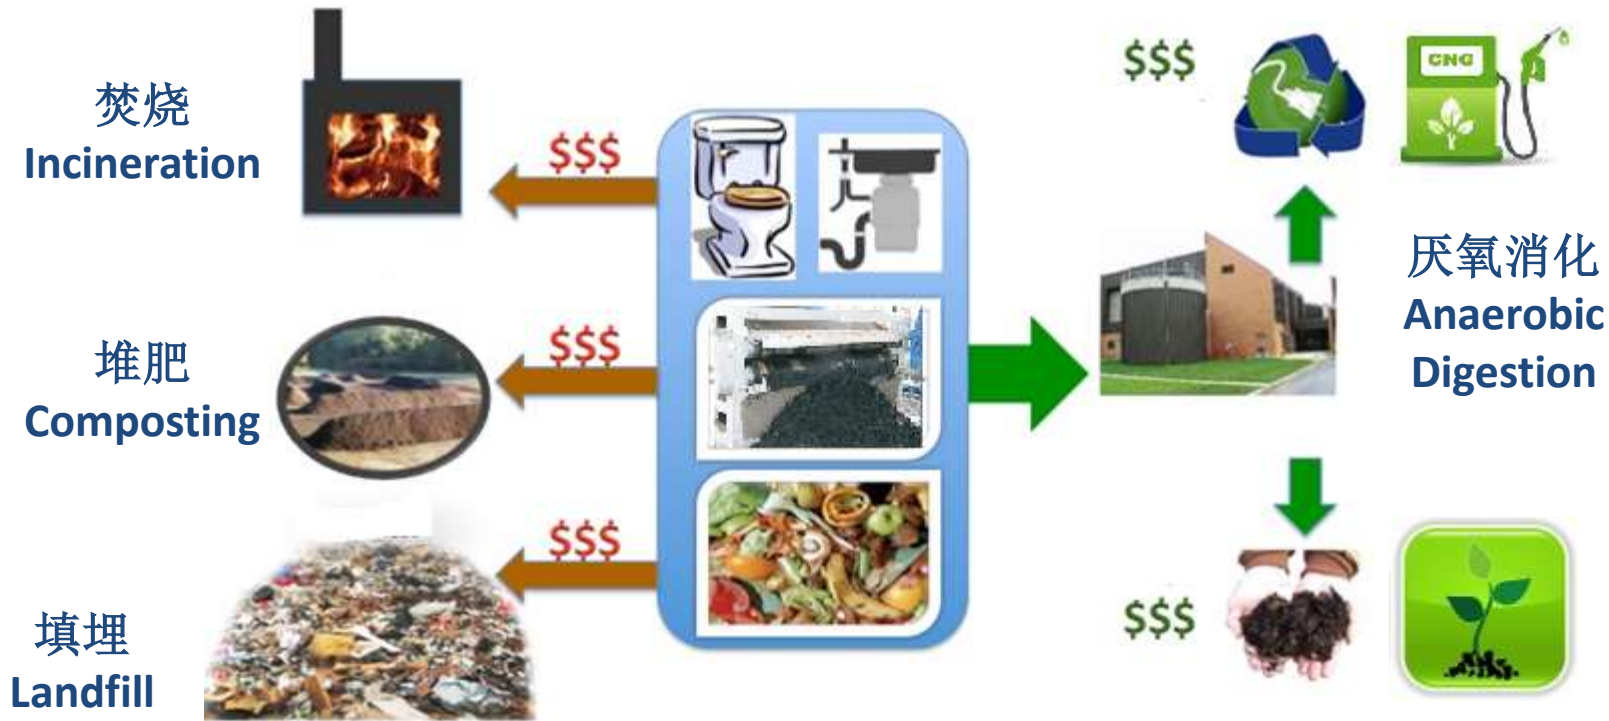 焚烧
Incineration
$$$
堆肥
Composting
$$$
填埋
Landfill
$$$
$$$
CNG
厌氧消化
Anaerobic
Digestion
$$$